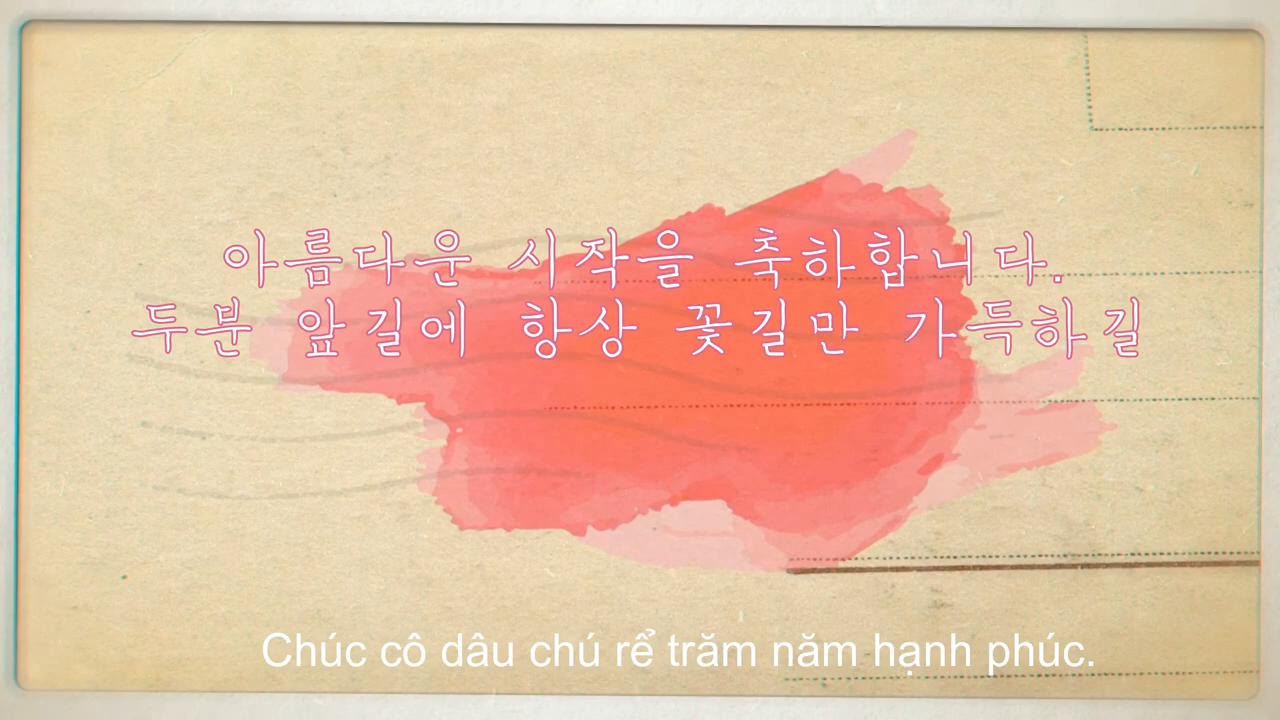 아름다운 시작을 축하합니다.
두분 앞길에 항상 꽃길만 가득하길
Chúc cô dâu chú rể trăm năm hạnh phúc.